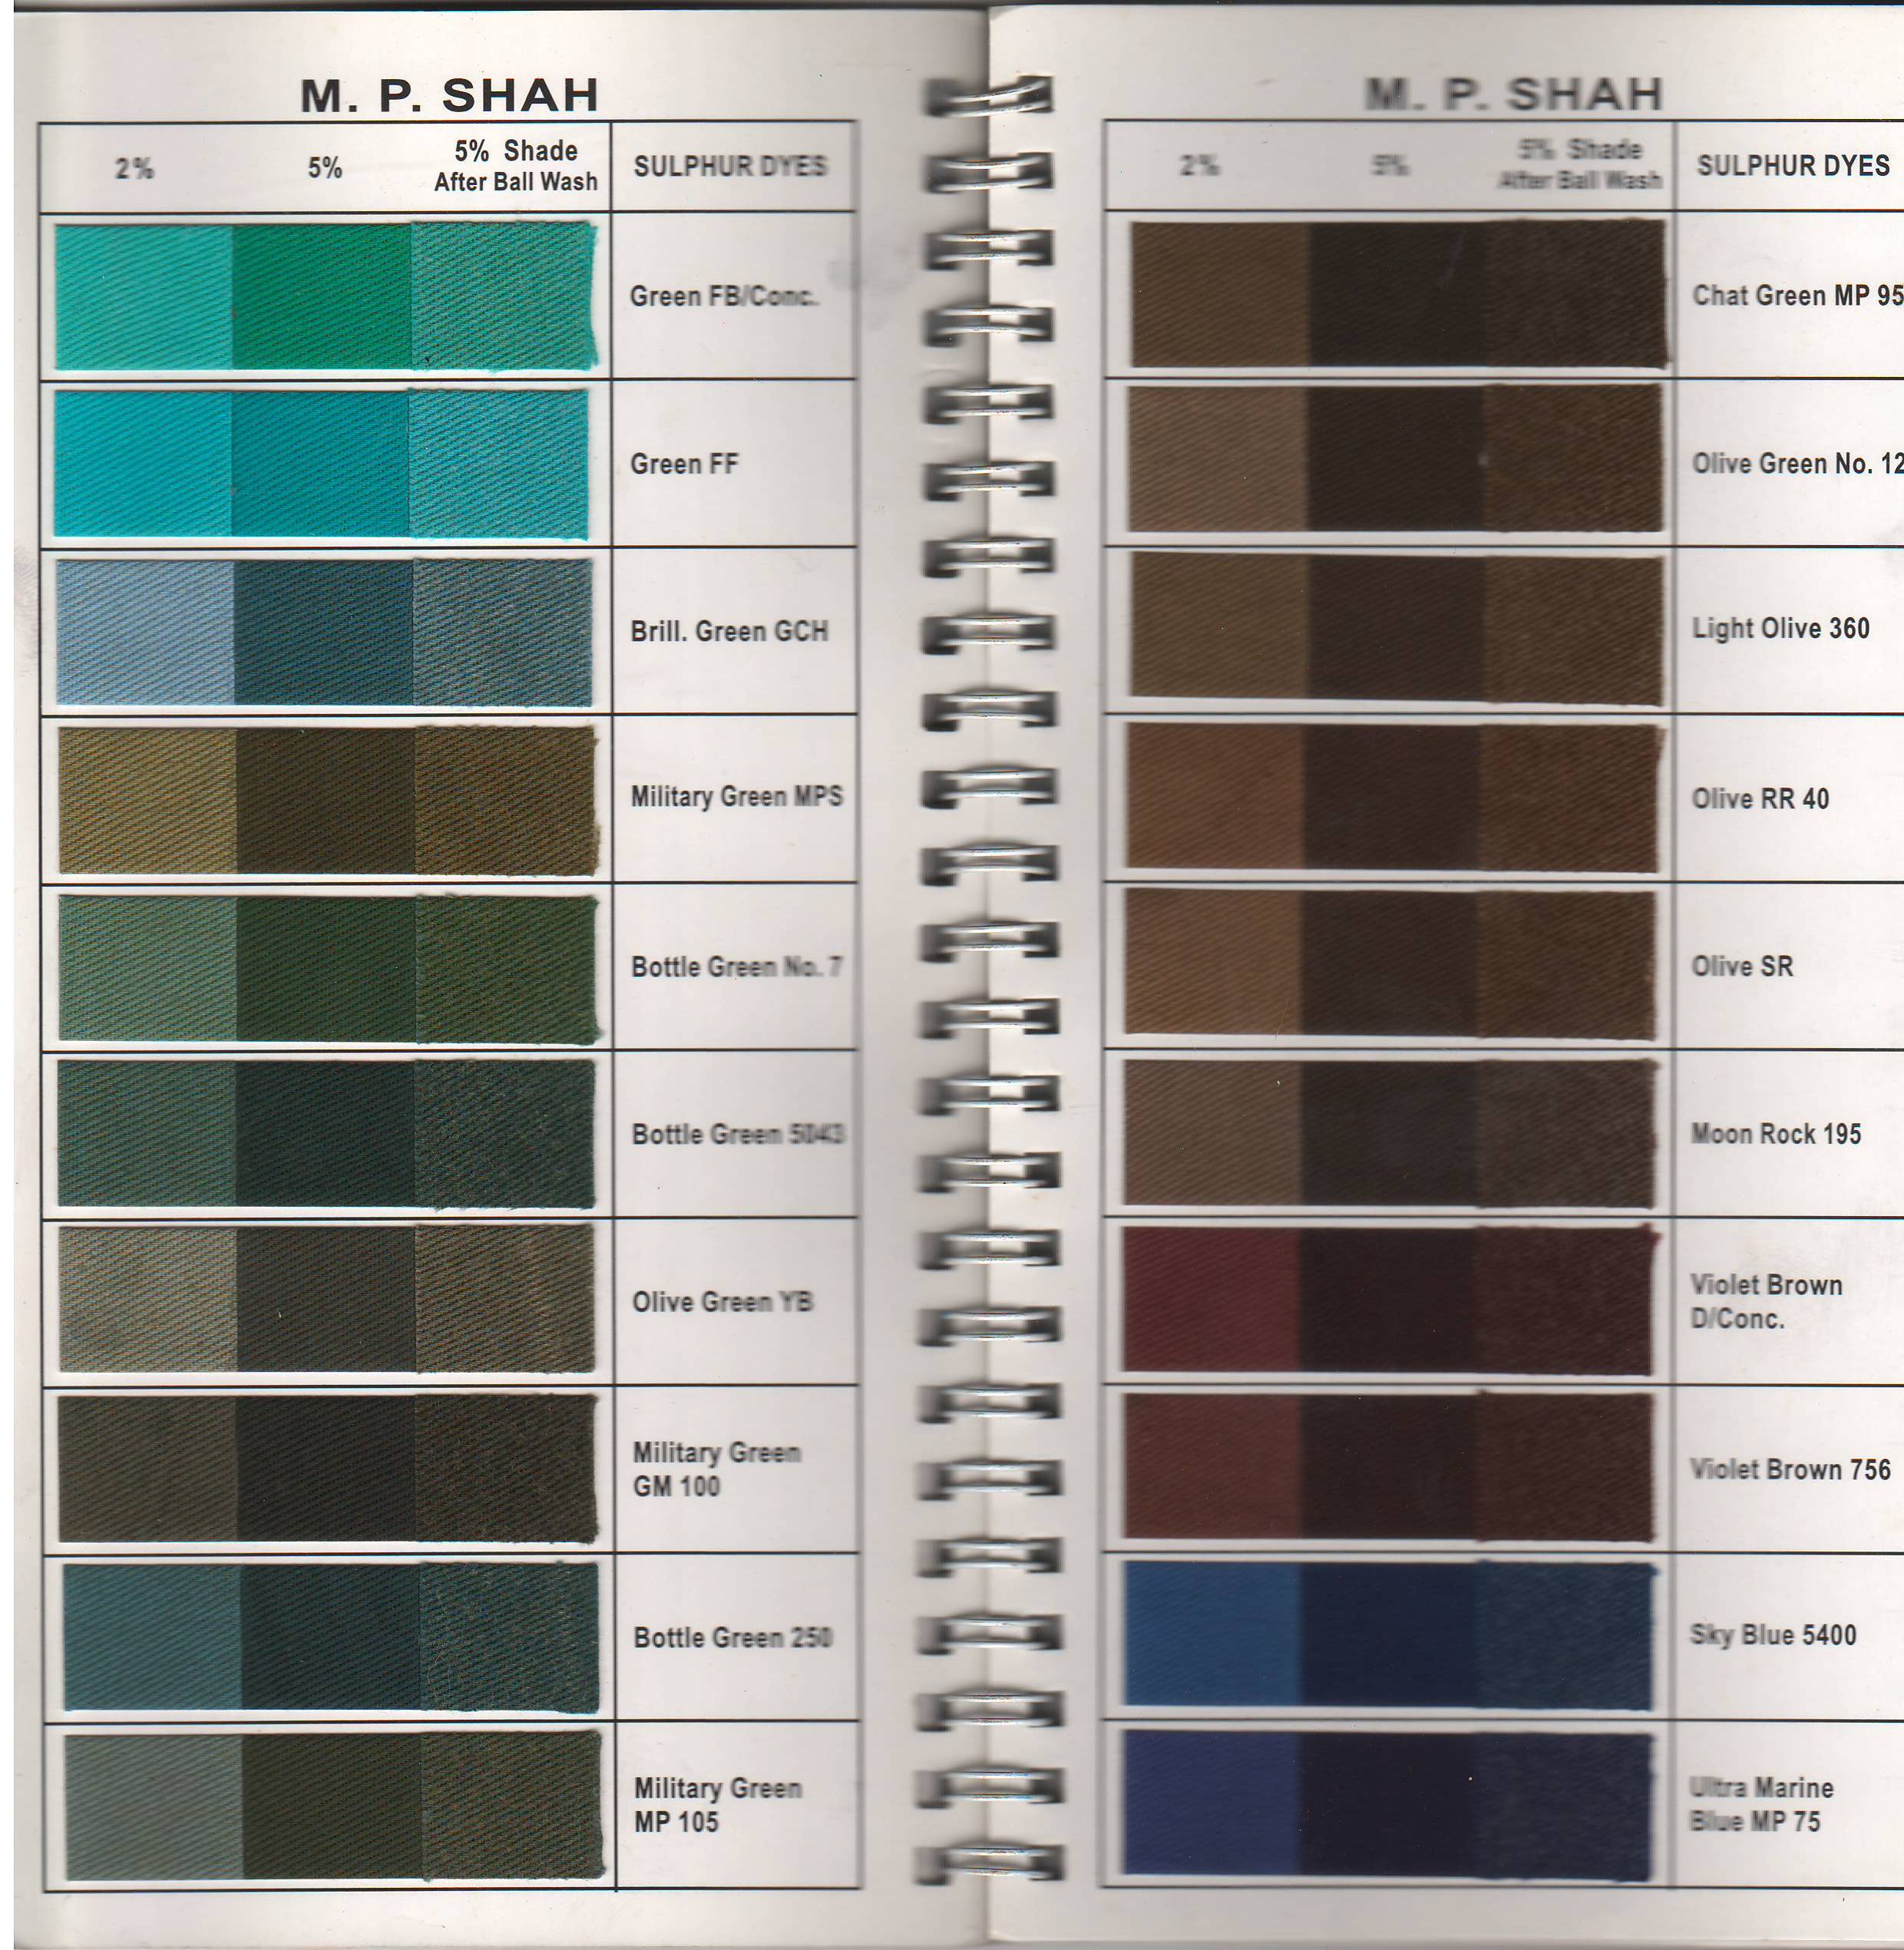 M. P. SHAH
2% 5% 5% Shade
After Ball Wash
SULPHUR DYES
Green FB/Conc.
Green FF
Brill. Green GCH
Military Green MPS
Bottle Green No. 7
Bottle Green 5043
Olive Green YB
Military Green
GM 100
Bottle Green 250
Military Green
MP 105
M. P. SHAH
2% 5% 5% Shade
After Ball Wash
SULPHUR DYES
Chat Green MP 95
Olive Green No. 12
Light Olive 360
Olive RR 40
Olive SR
Moon Rock 195
Violet Brown
D/Conc.
Violet Brown 756
Sky Blue 5400
Ultra Marine
Blue MP 75